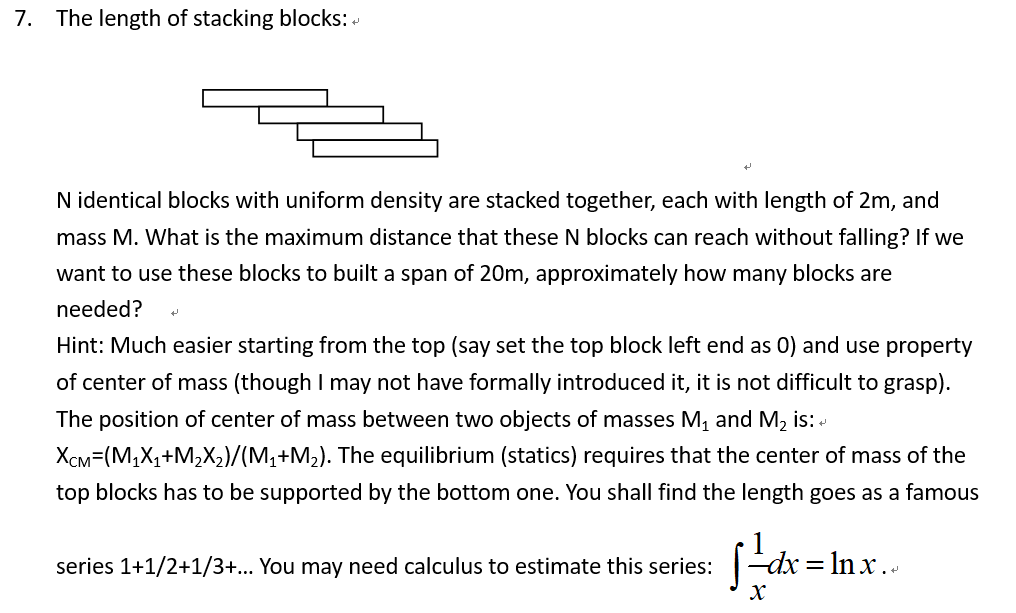 7. The length of stacking blocks:
N identical blocks with uniform density are stacked together, each with length of 2m, and
mass M. What is the maximum distance that these N blocks can reach without falling? If we
want to use these blocks to built a span of 20m, approximately how many blocks are
needed?
Hint: Much easier starting from the top (say set the top block left end as 0) and use property
of center of mass (though I may not have formally introduced it, it is not difficult to grasp).
The position of center of mass between two objects of masses M₁ and M₂ is:
X_CM=(M₁X₁+M₂X₂)/(M₁+M₂). The equilibrium (statics) requires that the center of mass of the
top blocks has to be supported by the bottom one. You shall find the length goes as a famous
series 1+1/2+1/3+... You may need calculus to estimate this series: ∫ 1/x dx = ln x .